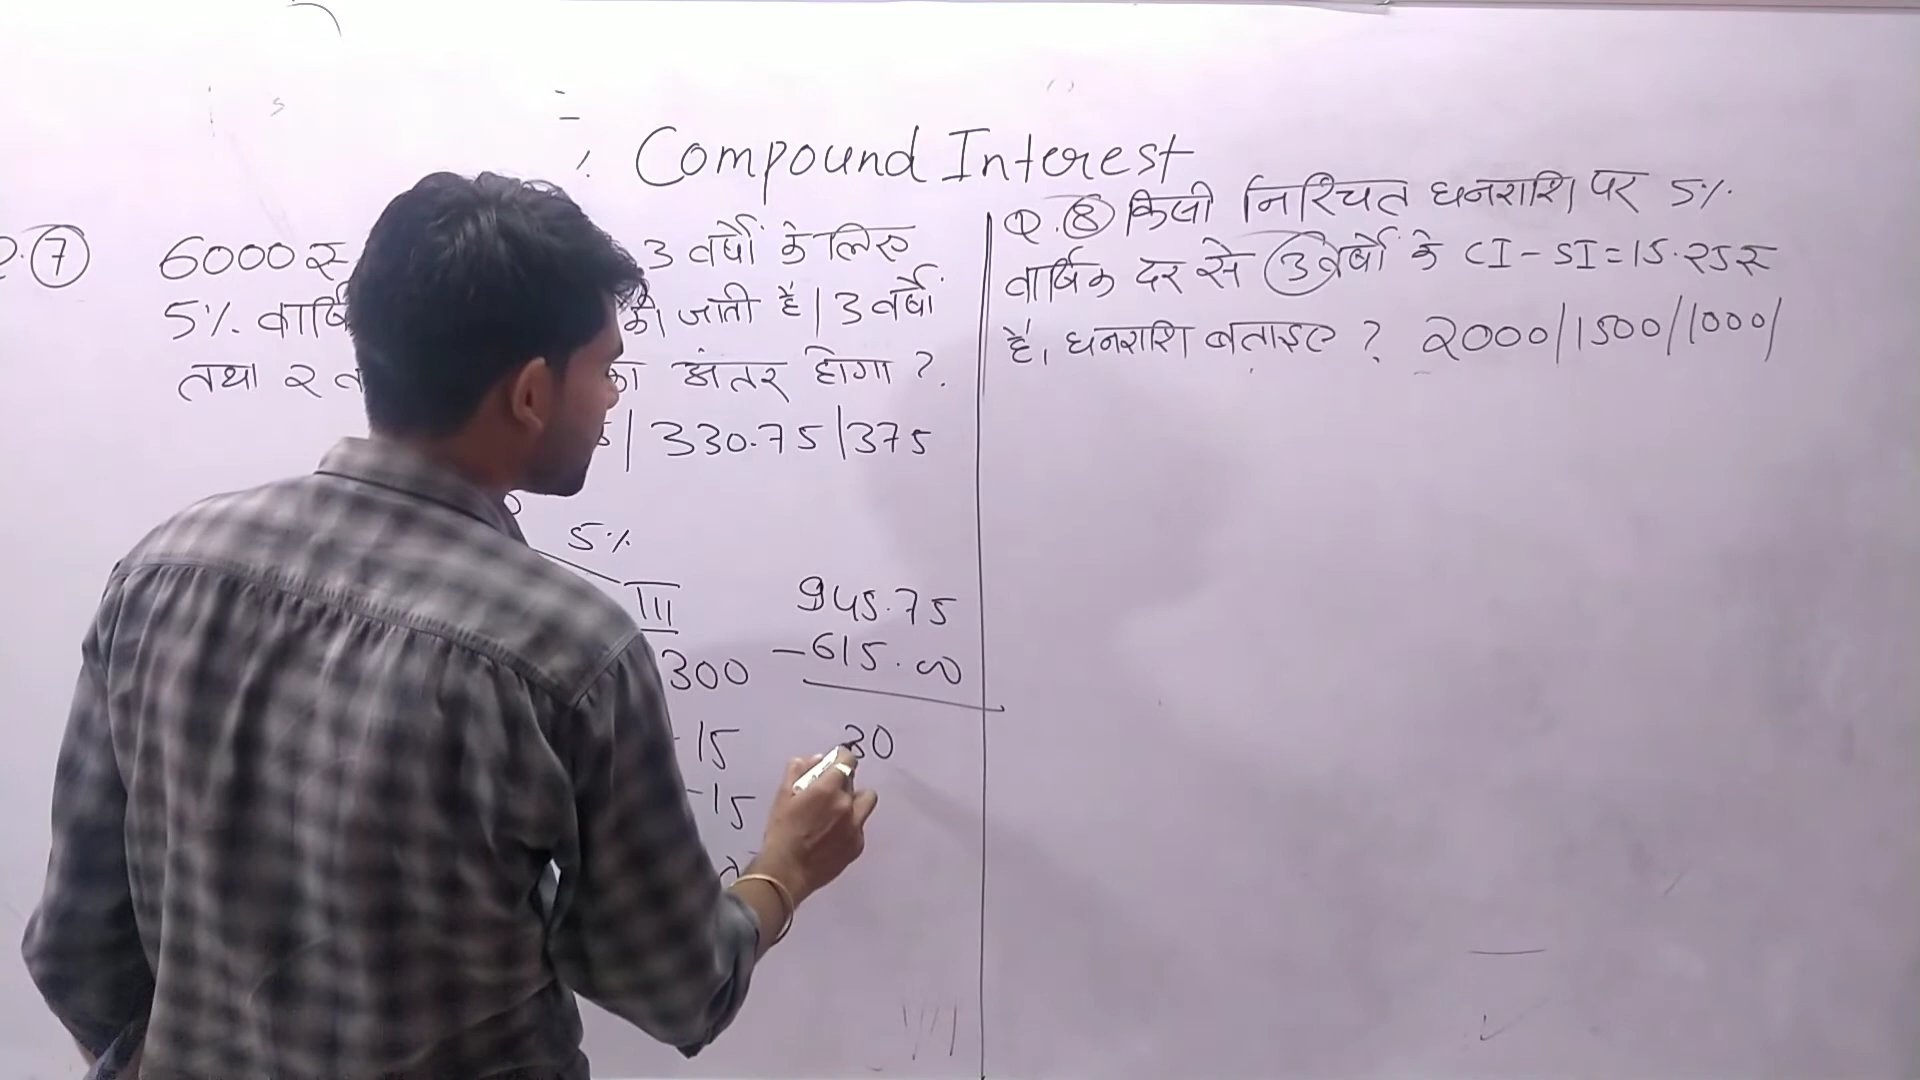 Compound Interest
Q. 7 6000 रु 3 वर्षों के लिए
5% वार्षि की जाती है। 3 वर्षों
तथा 2 का अंतर होगा ?
| 330.75 | 375
5%
III
300
-15
-15
945.75
-615.00
30
Q. 8 किसी निश्चित धनराशि पर 5%
वार्षिक दर से 3 वर्षों के CI-SI=15.25रु
है, धनराशि बताइए ? 2000/1500/1000/